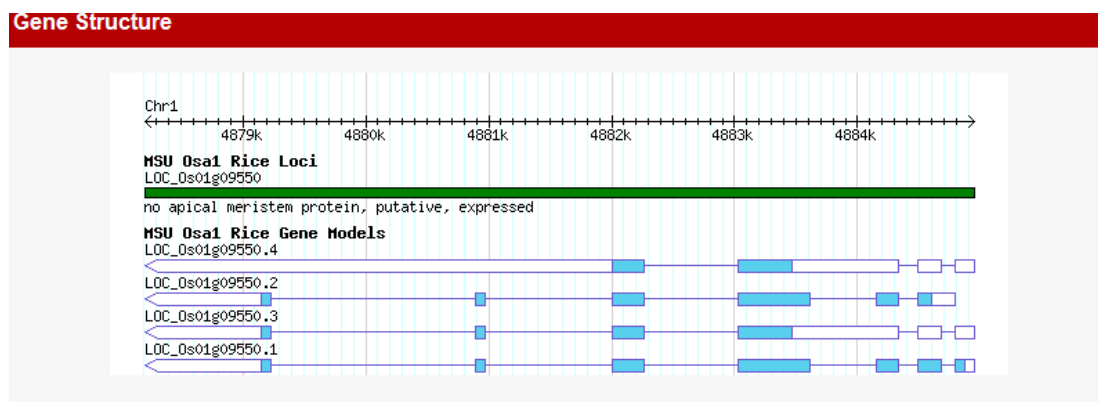 Gene Structure
Chr1
4879k 4880k 4881k 4882k 4883k 4884k
MSU Osa1 Rice Loci
LOC_Os01g09550
no apical meristem protein, putative, expressed
MSU Osa1 Rice Gene Models
LOC_Os01g09550.4
LOC_Os01g09550.2
LOC_Os01g09550.3
LOC_Os01g09550.1